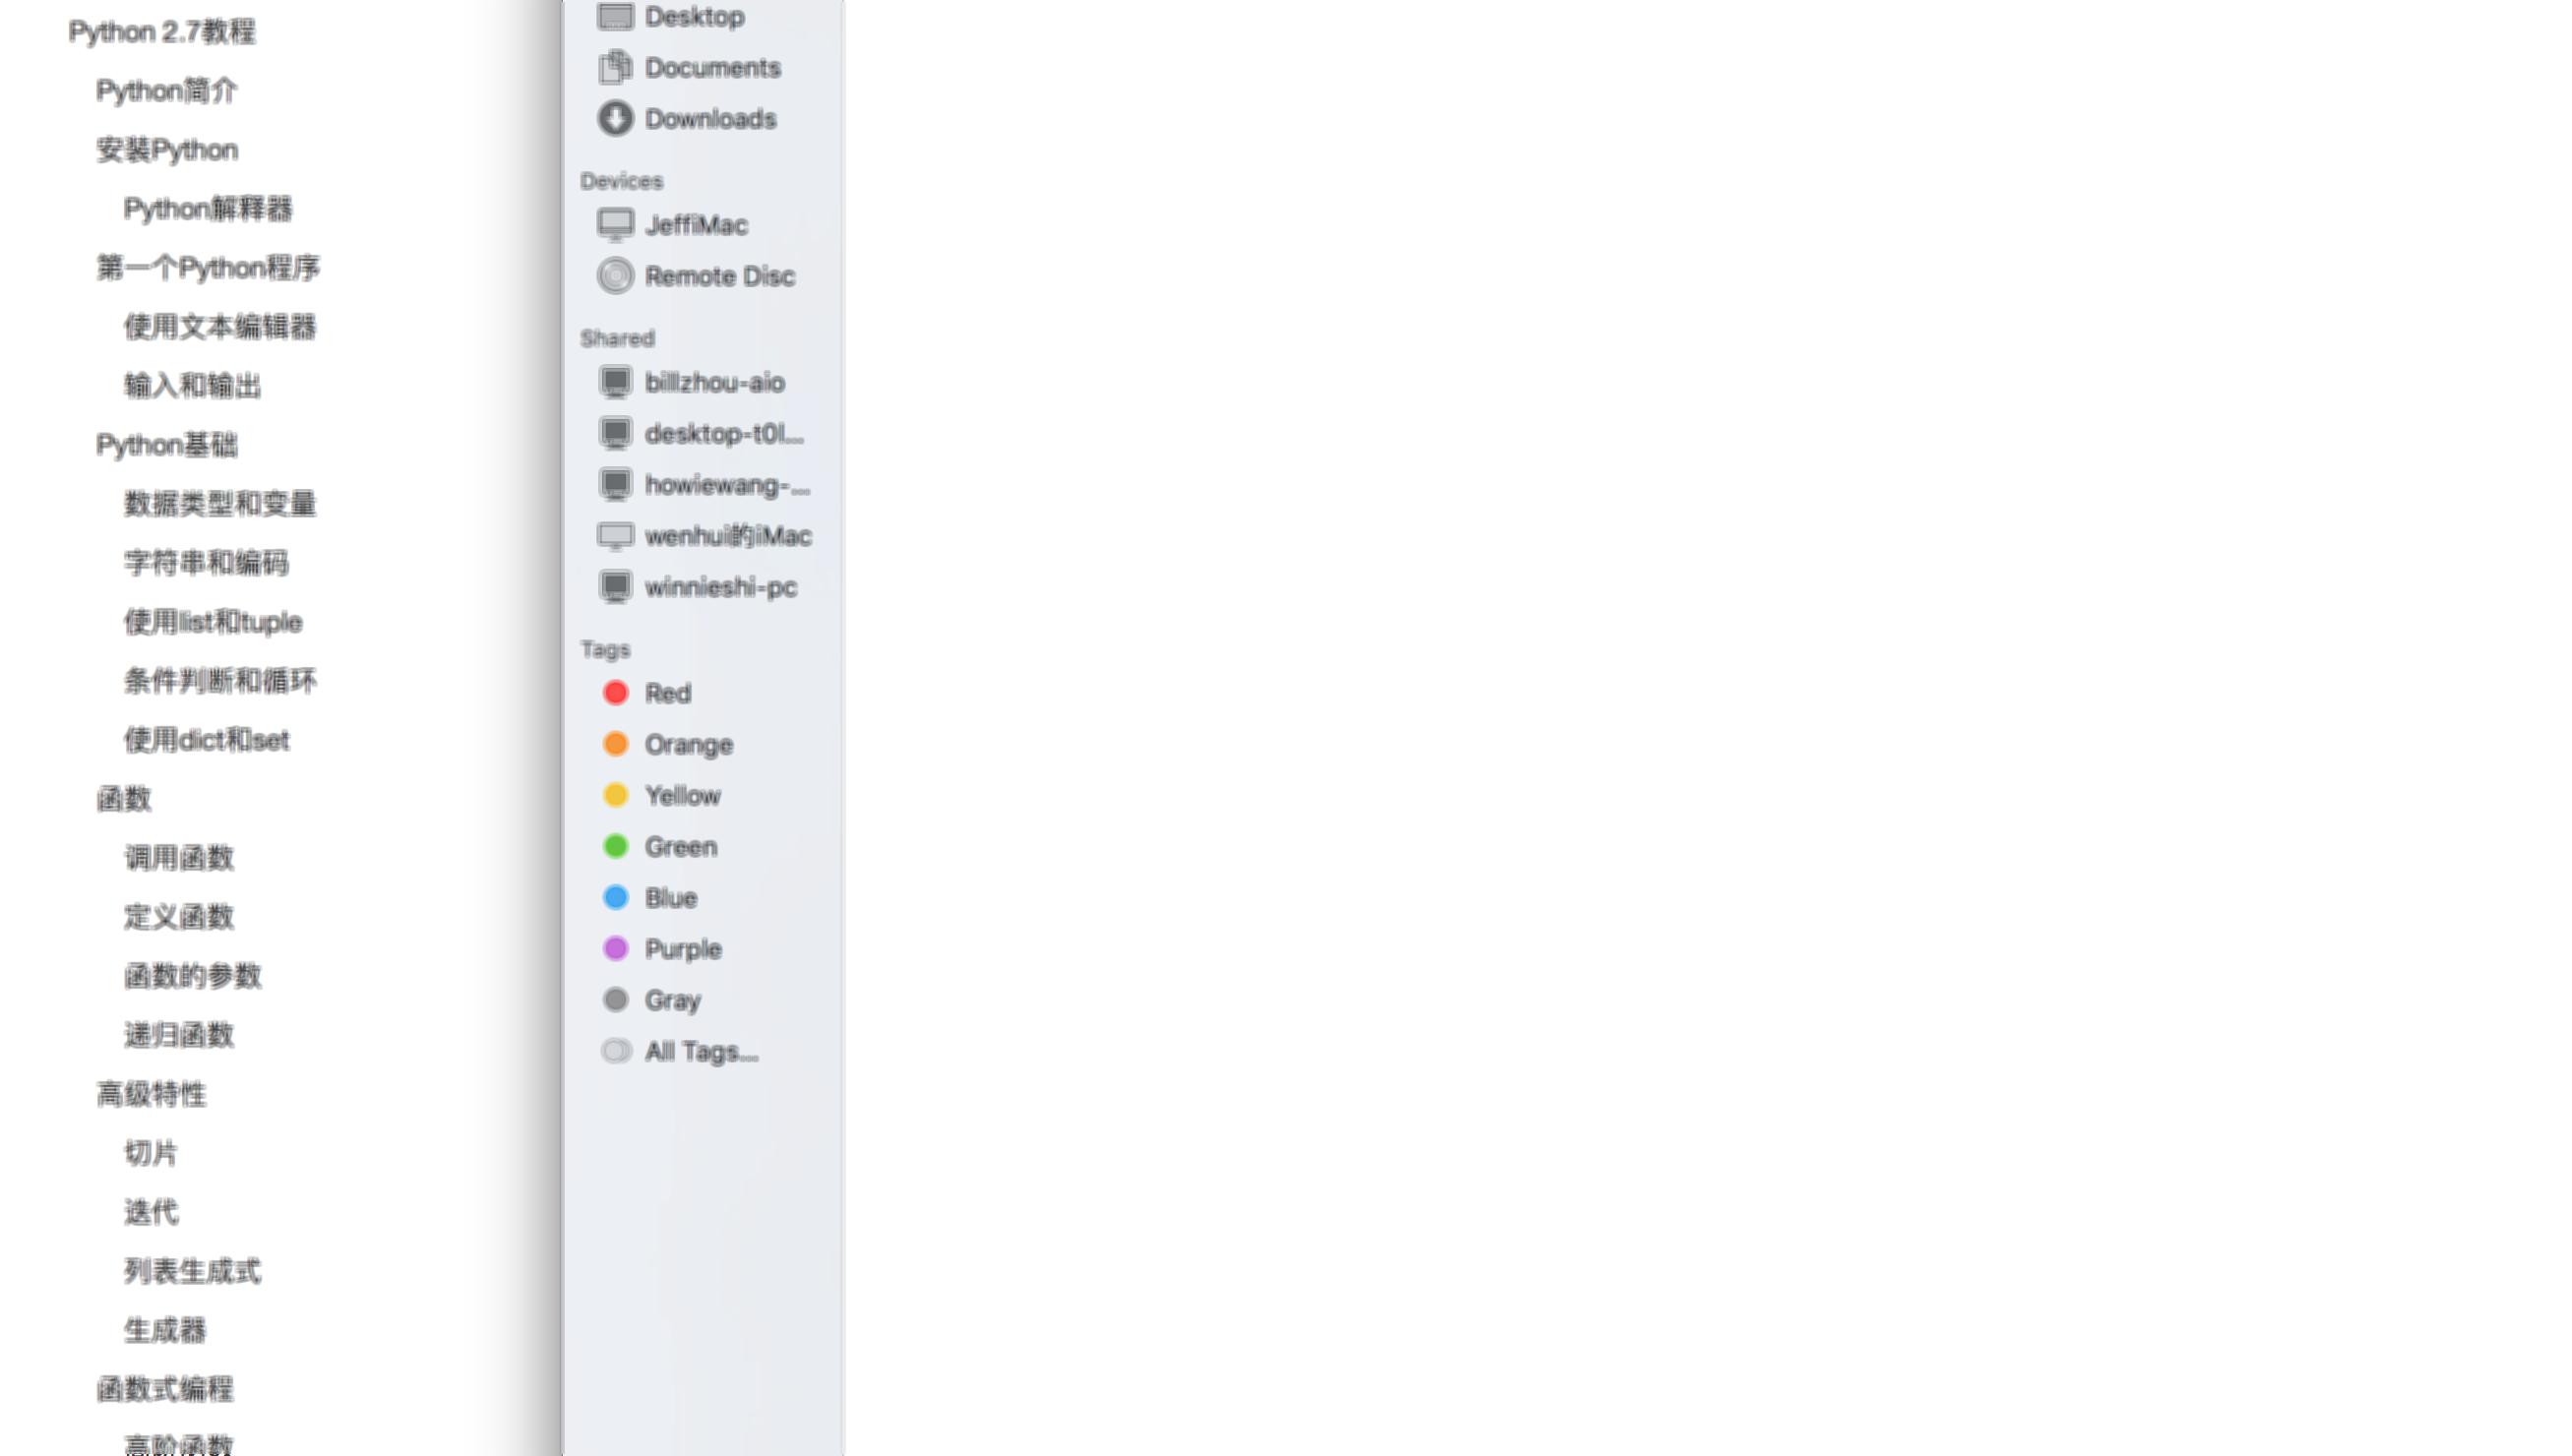 Python 2.7教程
Python简介
安装Python
Python解释器
第一个Python程序
使用文本编辑器
输入和输出
Python基础
数据类型和变量
字符串和编码
使用list和tuple
条件判断和循环
使用dict和set
函数
调用函数
定义函数
函数的参数
递归函数
高级特性
切片
迭代
列表生成式
生成器
函数式编程
高阶函数
Desktop
Documents
Downloads
Devices
JeffiMac
Remote Disc
Shared
billzhou-aio
desktop-t0l...
howiewang-...
wenhui的iMac
winnieshi-pc
Tags
Red
Orange
Yellow
Green
Blue
Purple
Gray
All Tags...